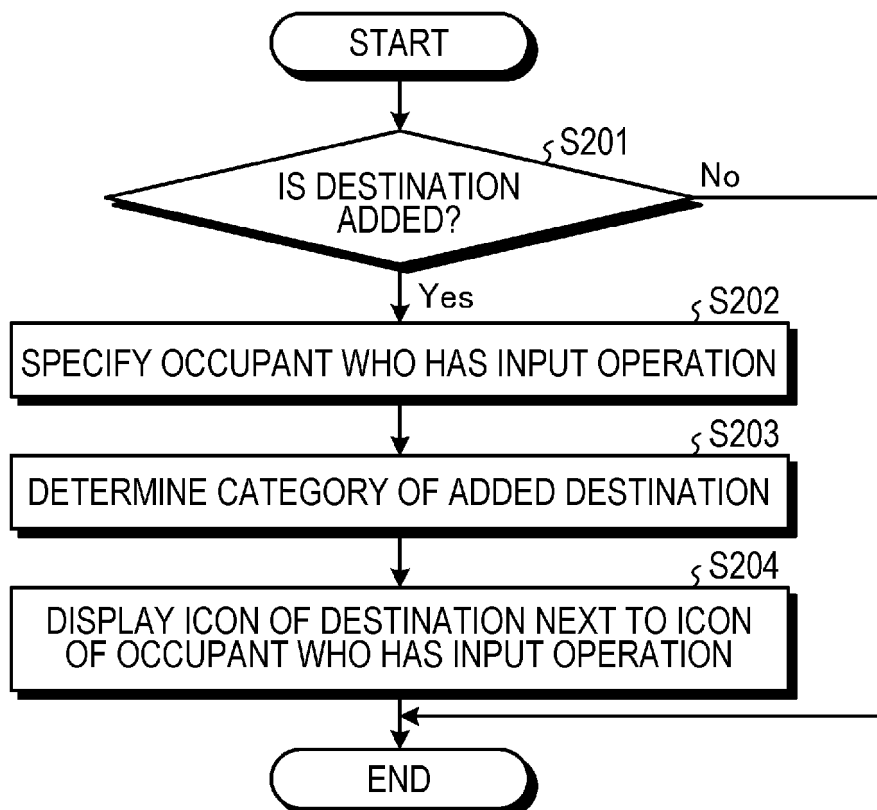 START
S201
IS DESTINATION
ADDED?
No
Yes
S202
SPECIFY OCCUPANT WHO HAS INPUT OPERATION
S203
DETERMINE CATEGORY OF ADDED DESTINATION
S204
DISPLAY ICON OF DESTINATION NEXT TO ICON
OF OCCUPANT WHO HAS INPUT OPERATION
END